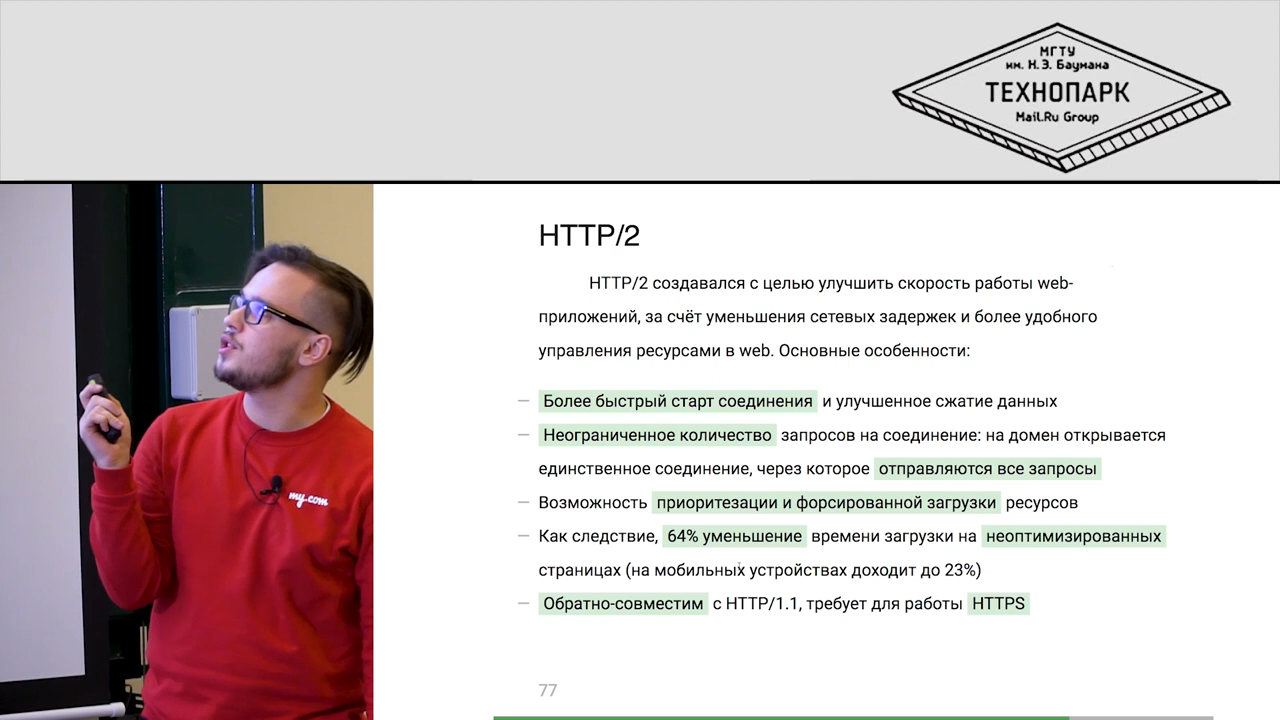 МГТУ
им. Н.Э. Баумана
ТЕХНОПАРК
Mail.Ru Group
HTTP/2
HTTP/2 создавался с целью улучшить скорость работы web-
приложений, за счёт уменьшения сетевых задержек и более удобного
управления ресурсами в web. Основные особенности:
— Более быстрый старт соединения и улучшенное сжатие данных
— Неограниченное количество запросов на соединение: на домен открывается
единственное соединение, через которое отправляются все запросы
— Возможность приоритезации и форсированной загрузки ресурсов
— Как следствие, 64% уменьшение времени загрузки на неоптимизированных
страницах (на мобильных устройствах доходит до 23%)
— Обратно-совместим с HTTP/1.1, требует для работы HTTPS
my.com
77